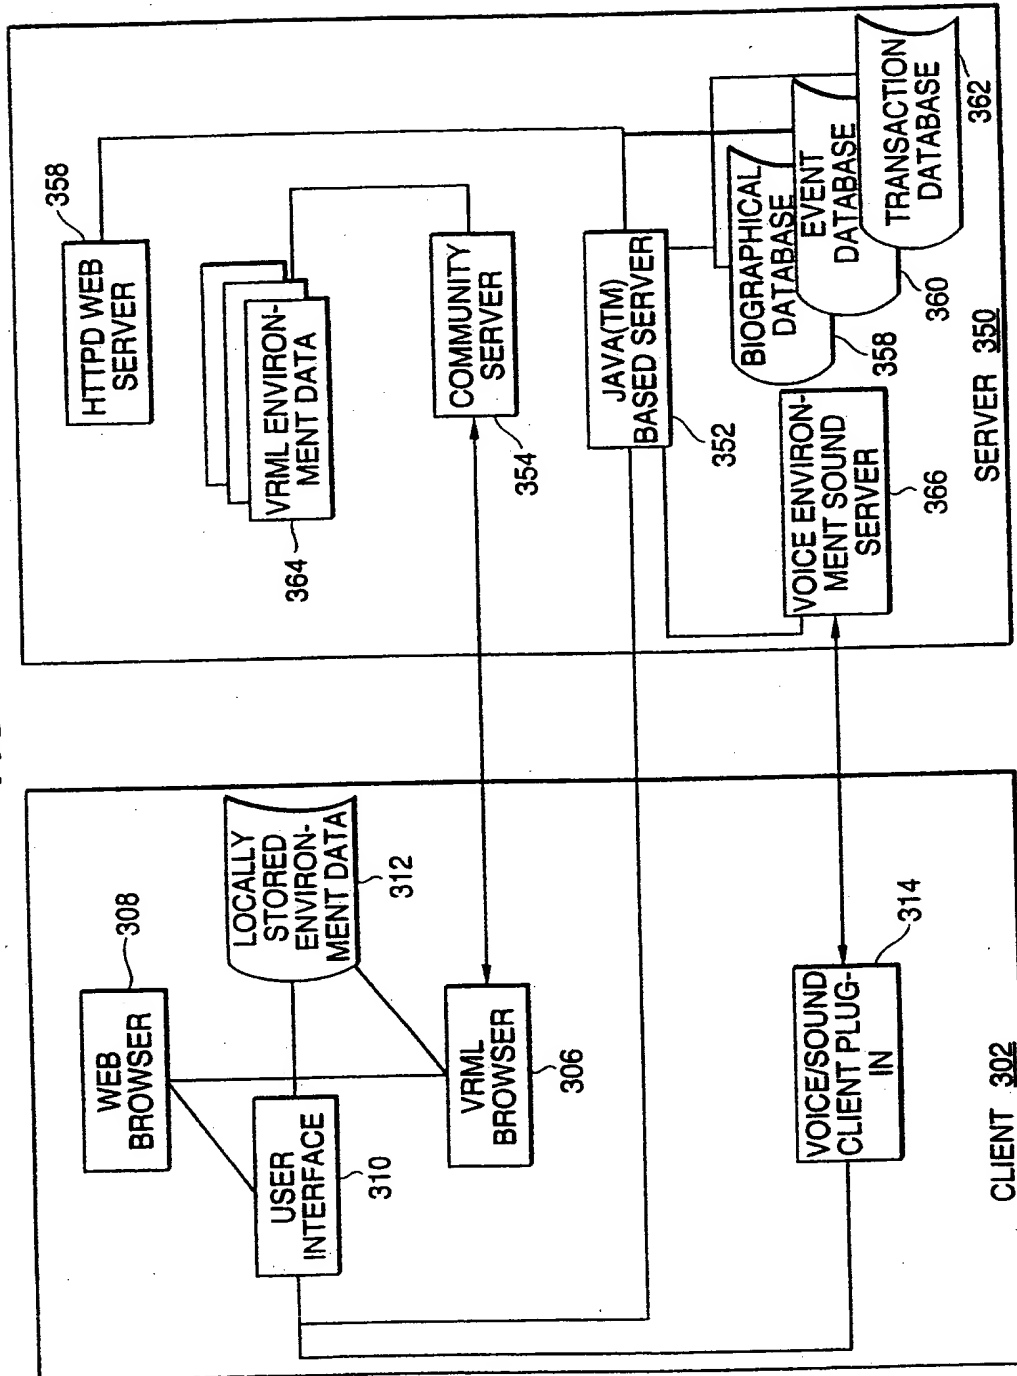 308
WEB
BROWSER
USER
INTERFACE
310
LOCALLY
STORED
ENVIRON-
MENT DATA
312
VRML
BROWSER
306
VOICE/SOUND
CLIENT PLUG-
IN
314
CLIENT 302
358
HTTPD WEB
SERVER
VRML ENVIRON-
MENT DATA
364
COMMUNITY
SERVER
354
JAVA(TM)
BASED SERVER
352
BIOGRAPHICAL
DATABASE
358
EVENT
DATABASE
360
TRANSACTION
DATABASE
362
VOICE ENVIRON-
MENT SOUND
SERVER
366
SERVER 350